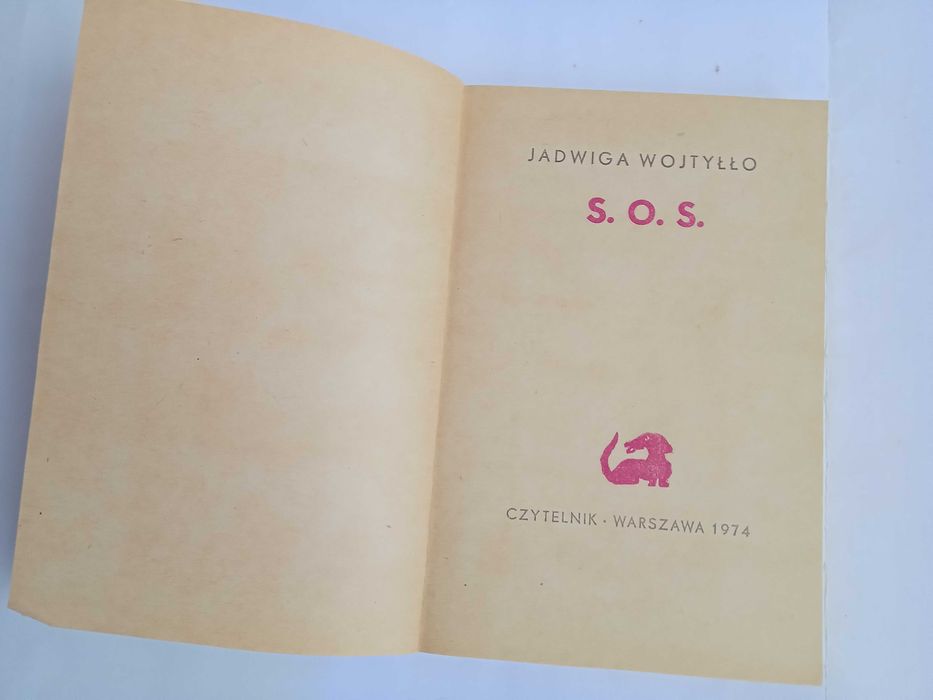 JADWIGA WOJTYŁŁO
S. O. S.
CZYTELNIK · WARSZAWA 1974